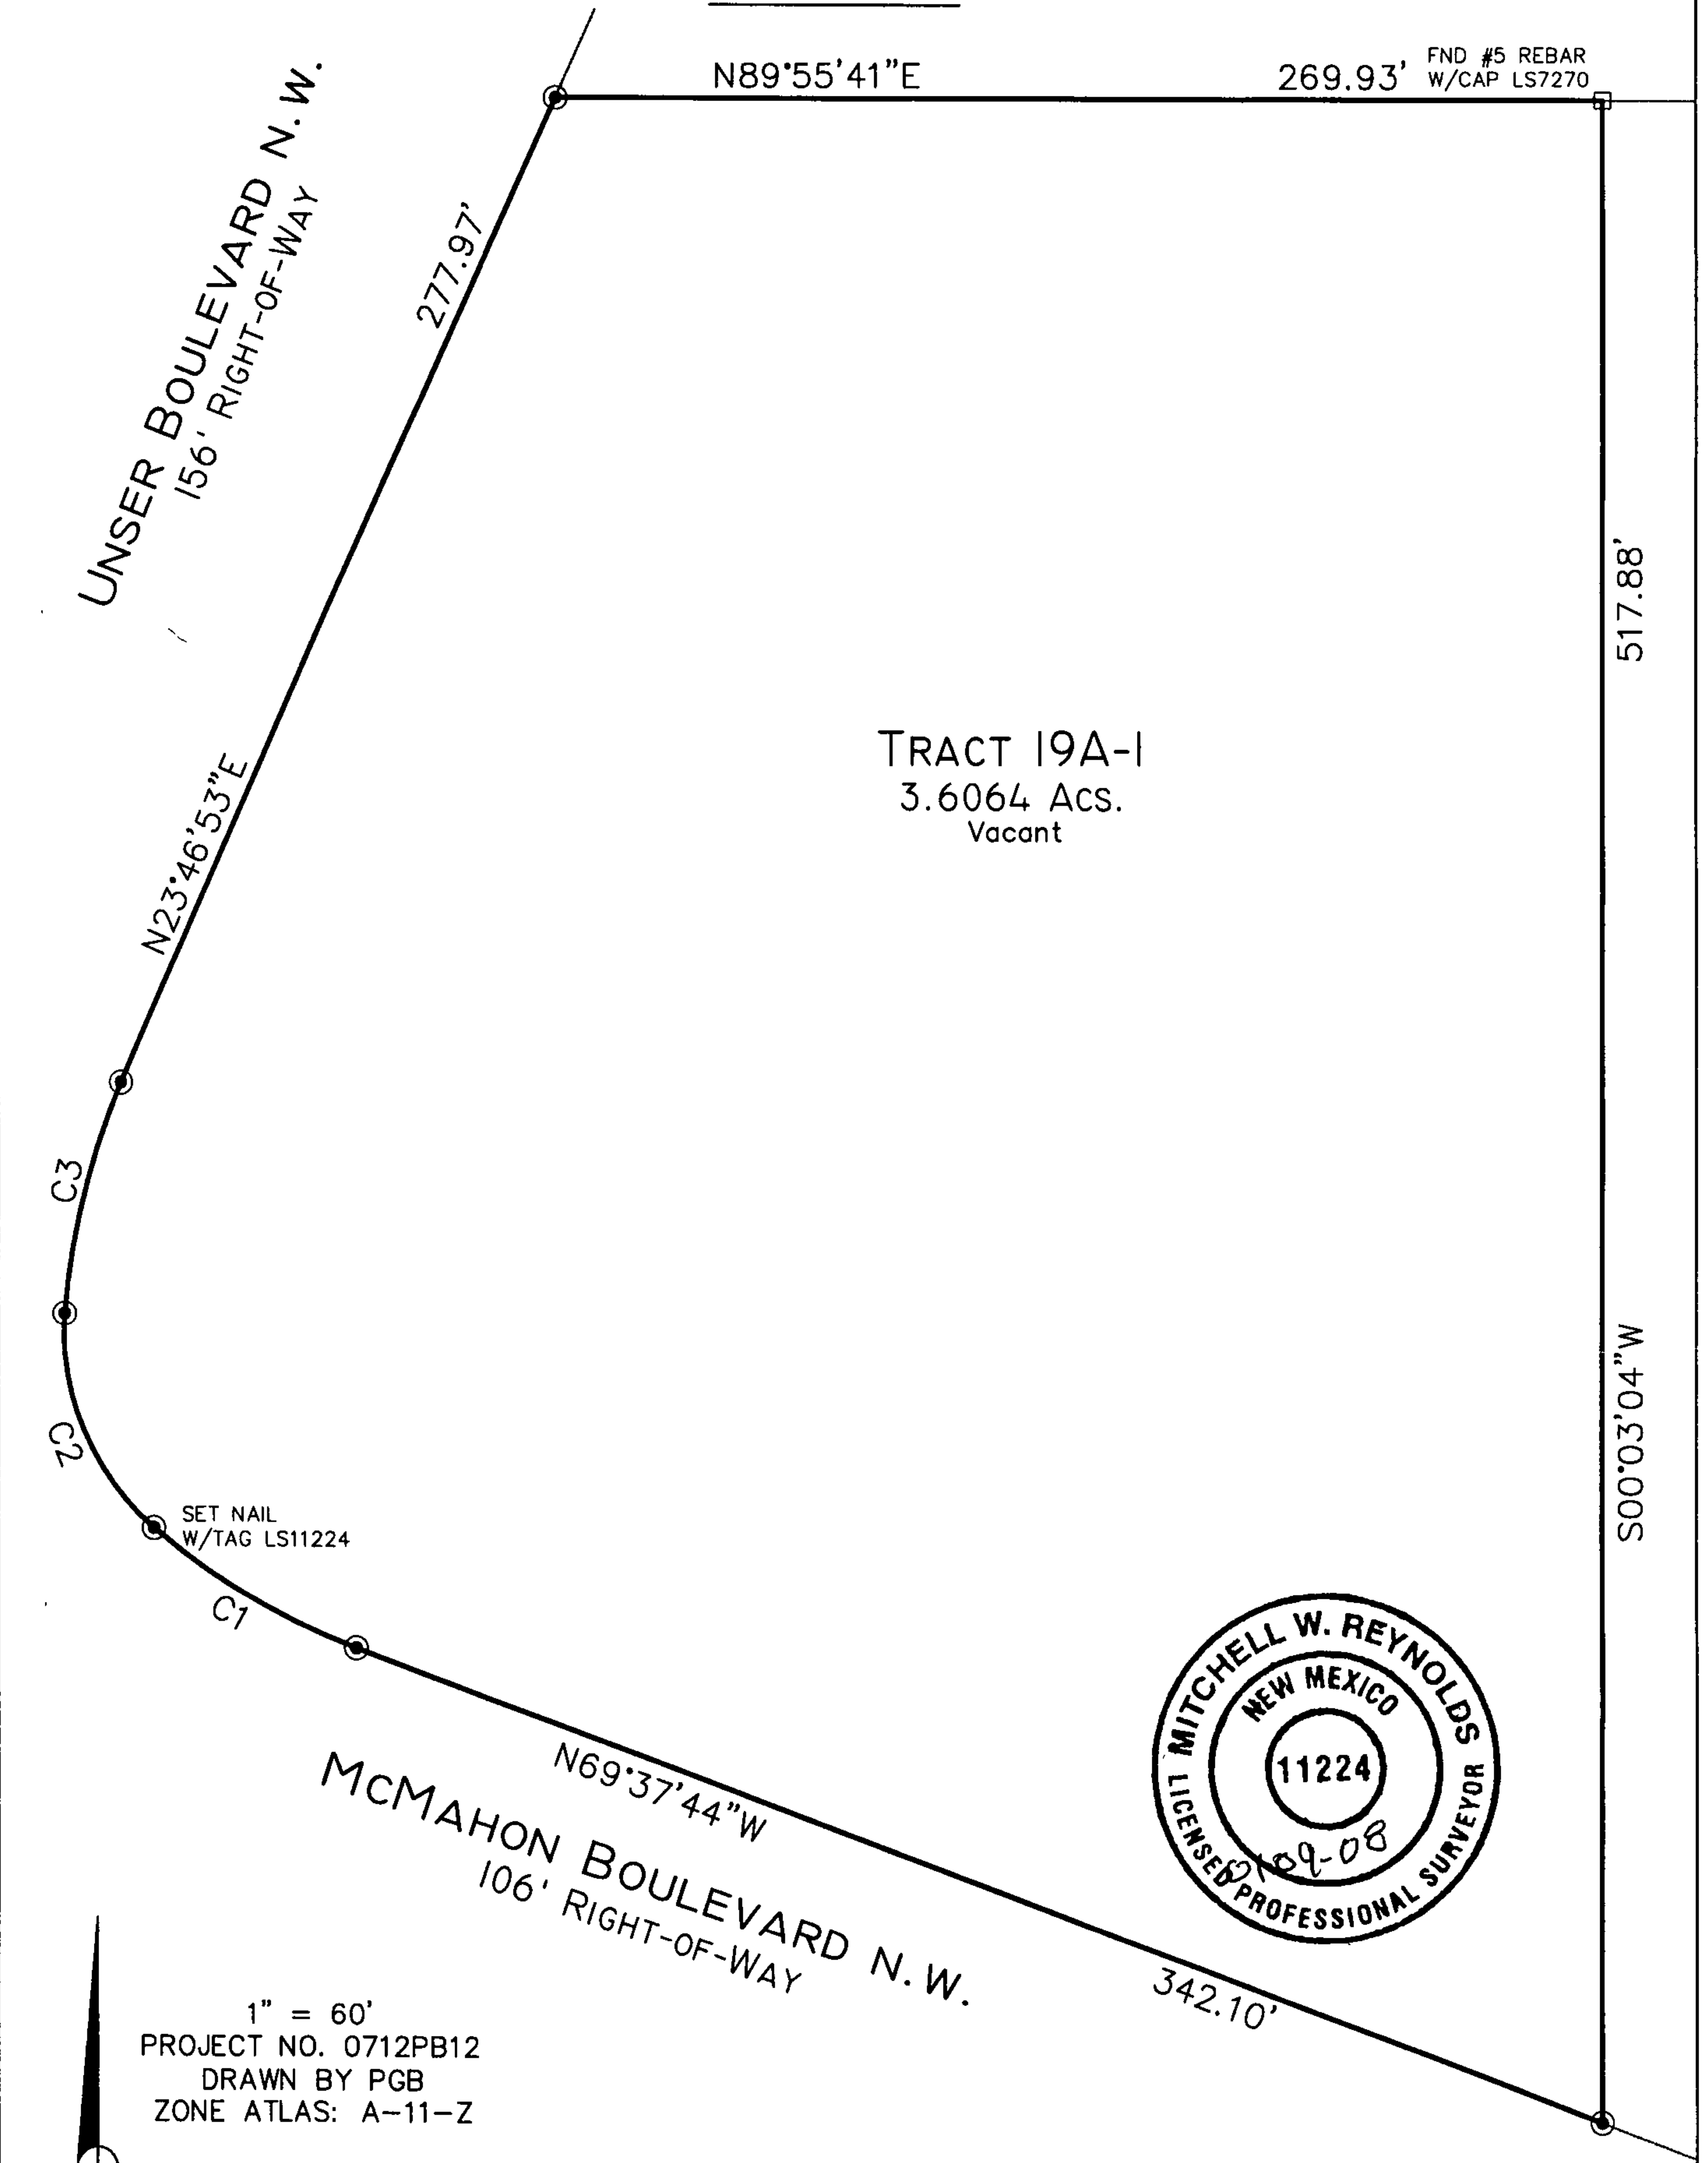 N89°55'41"E
269.93'
FND #5 REBAR
W/CAP LS7270
UNSER BOULEVARD N.W.
156' RIGHT-OF-WAY
277.97'
N23°46'53"E
517.88'
TRACT 19A-1
3.6064 ACS.
Vacant
C3
S00°03'04"W
C2
SET NAIL
W/TAG LS11224
C1
N69°37'44"W
342.10'
MCMAHON BOULEVARD N.W.
106' RIGHT-OF-WAY
MITCHELL W. REYNOLDS
NEW MEXICO
11224
LICENSED PROFESSIONAL SURVEYOR
1" = 60'
PROJECT NO. 0712PB12
DRAWN BY PGB
ZONE ATLAS: A-11-Z